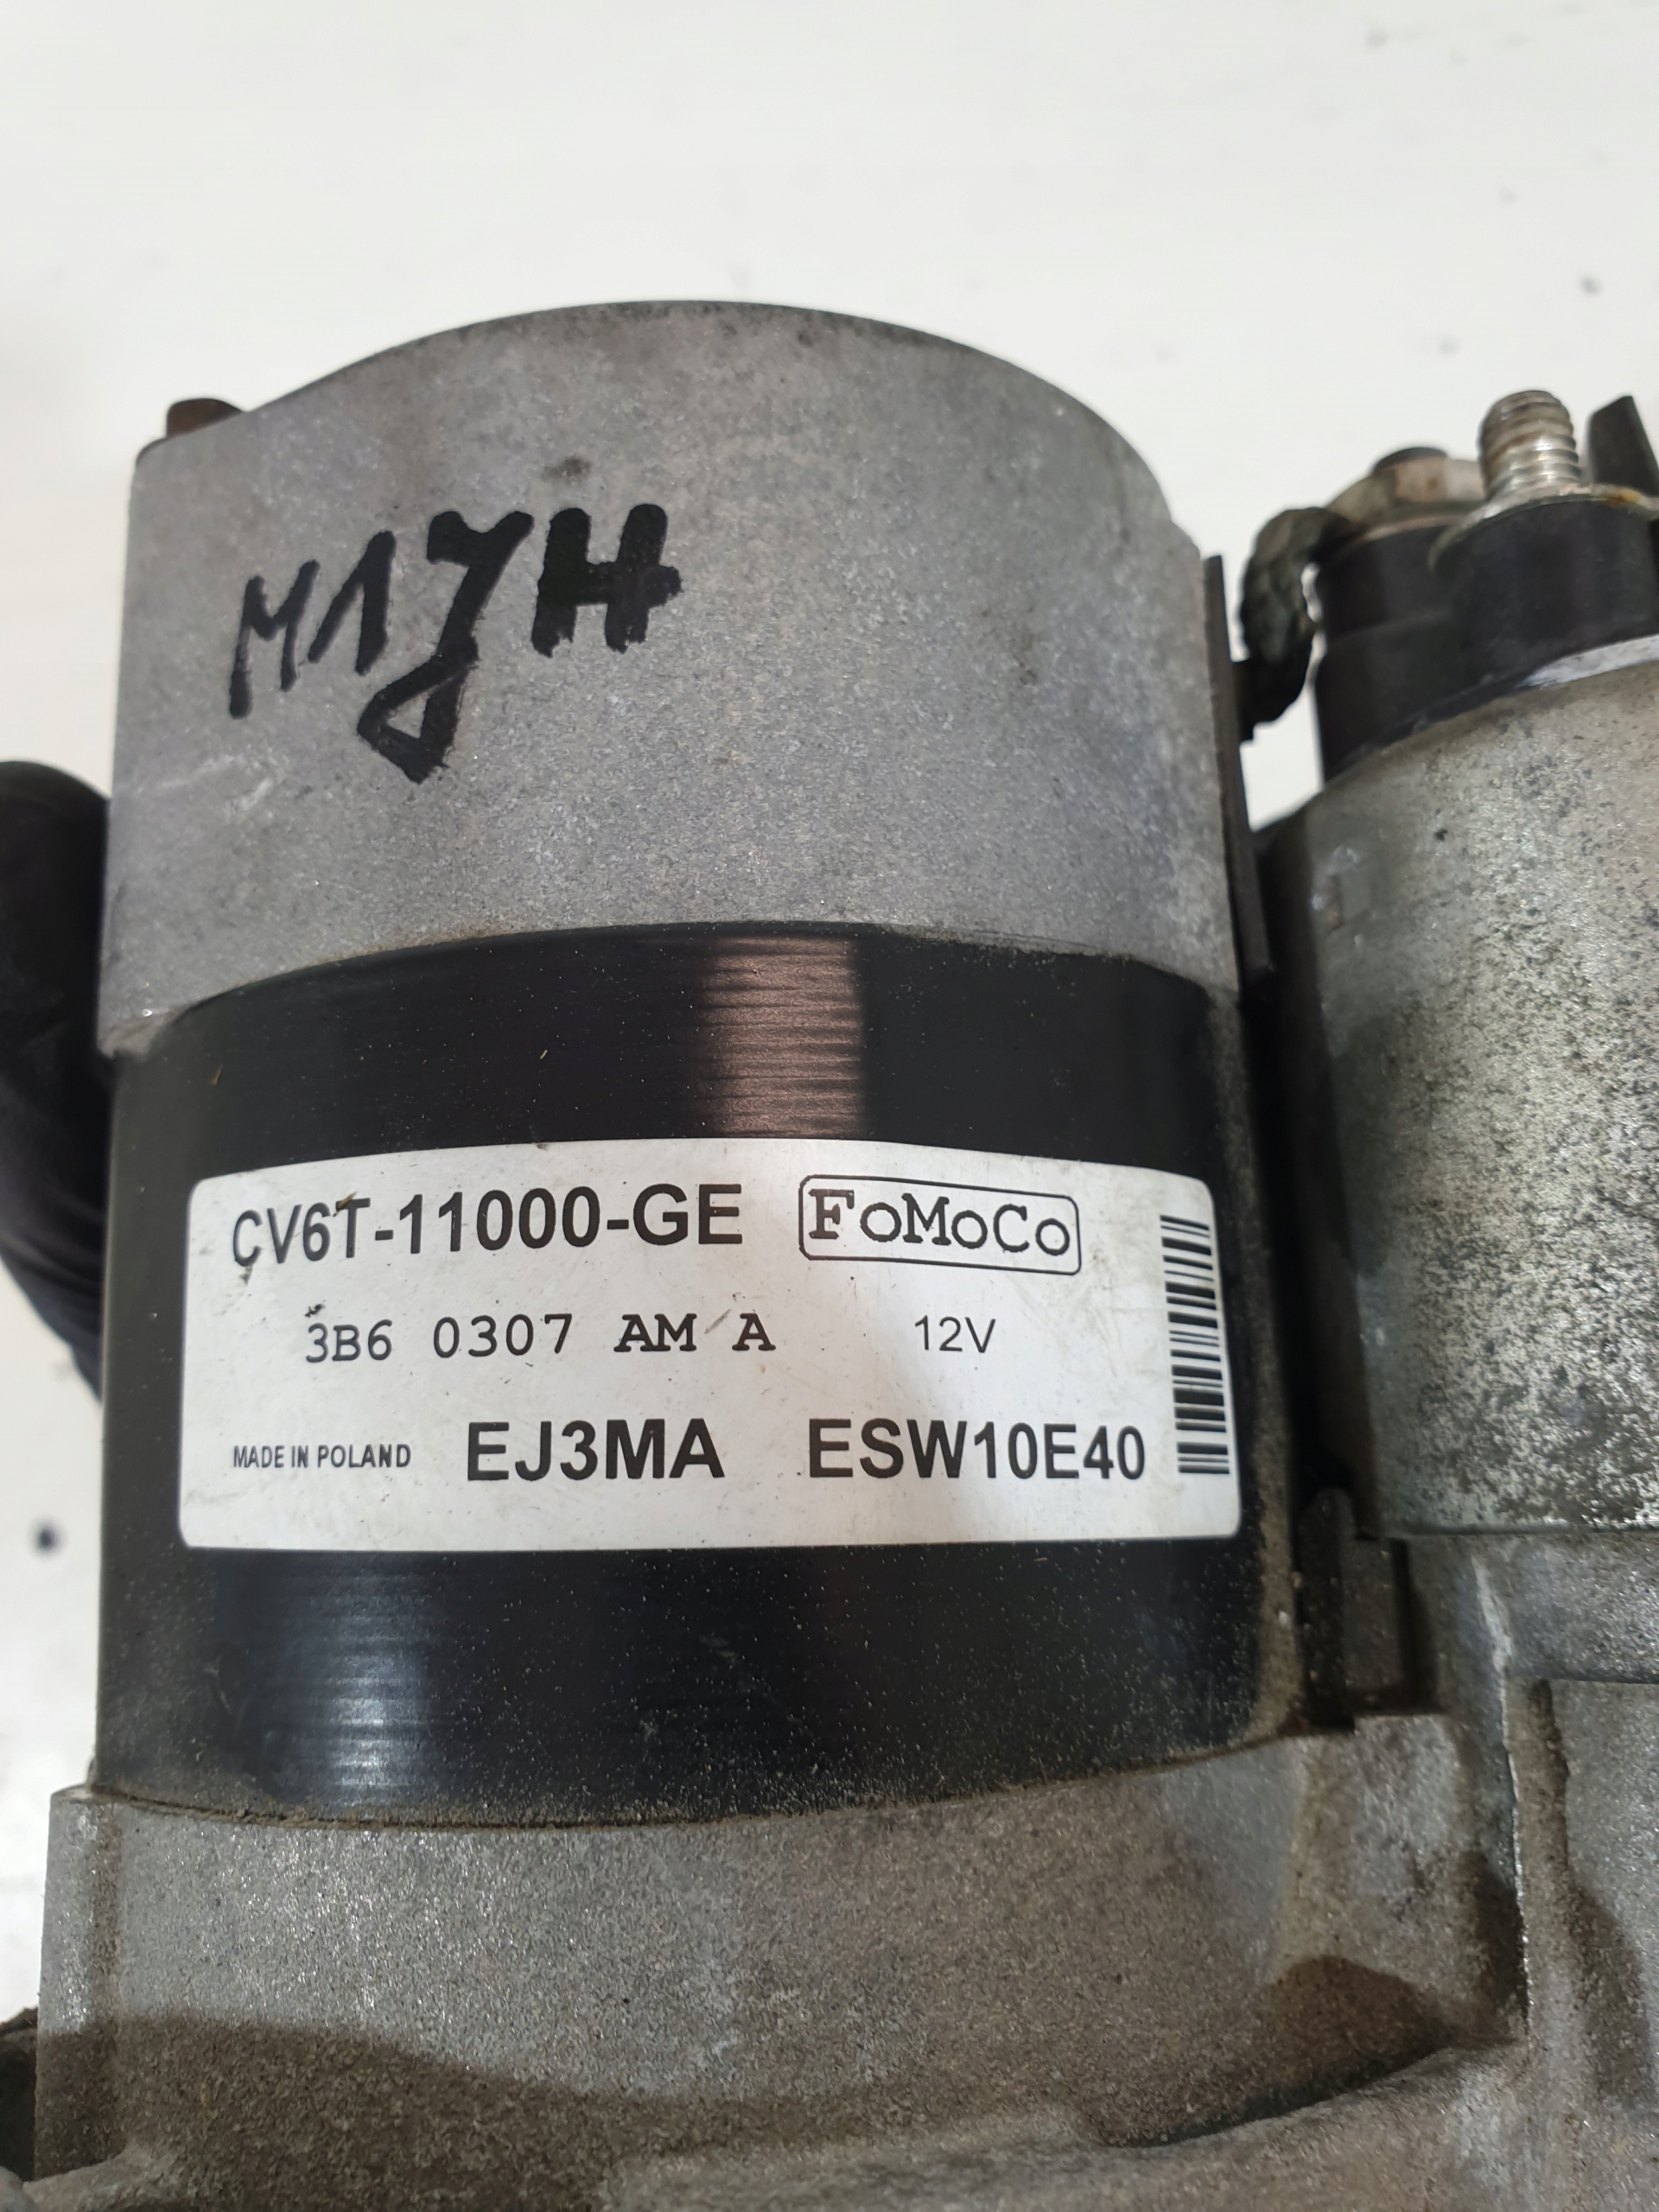 M1JH
CV6T-11000-GE FoMoCo
3B6 0307 AM A 12V
MADE IN POLAND EJ3MA ESW10E40